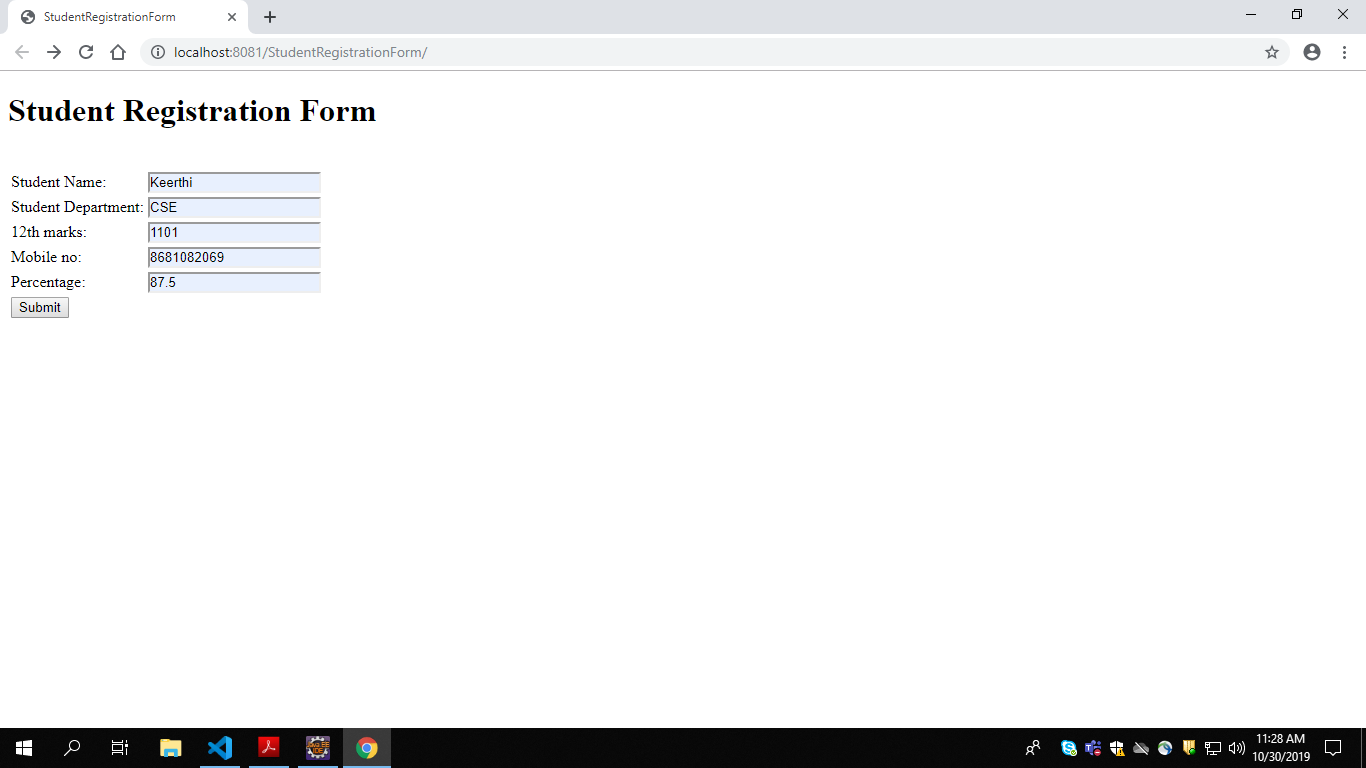 StudentRegistrationForm
localhost:8081/StudentRegistrationForm/
Student Registration Form
Student Name: Keerthi
Student Department: CSE
12th marks: 1101
Mobile no: 8681082069
Percentage: 87.5
Submit
11:28 AM
10/30/2019